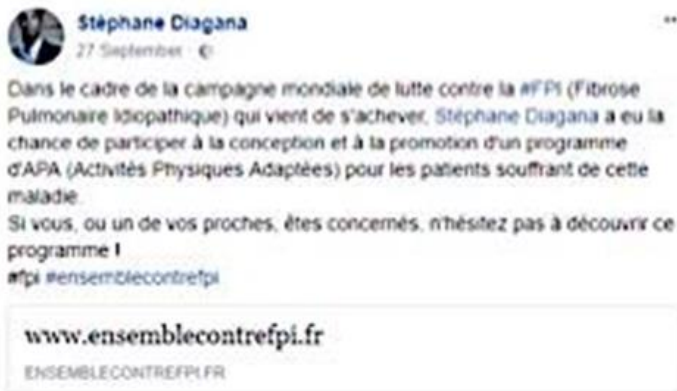 Stéphane Diagana
27 September
Dans le cadre de la campagne mondiale de lutte contre la #FPI (Fibrose
Pulmonaire Idiopathique) qui vient de s'achever, Stéphane Diagana a eu la
chance de participer à la conception et à la promotion d'un programme
d'APA (Activités Physiques Adaptées) pour les patients souffrant de cette
maladie.
Si vous, ou un de vos proches, êtes concernés, n'hésitez pas à découvrir ce
programme !
#fpi #ensemblecontrefpi
www.ensemblecontrefpi.fr
ENSEMBLECONTREFPI.FR